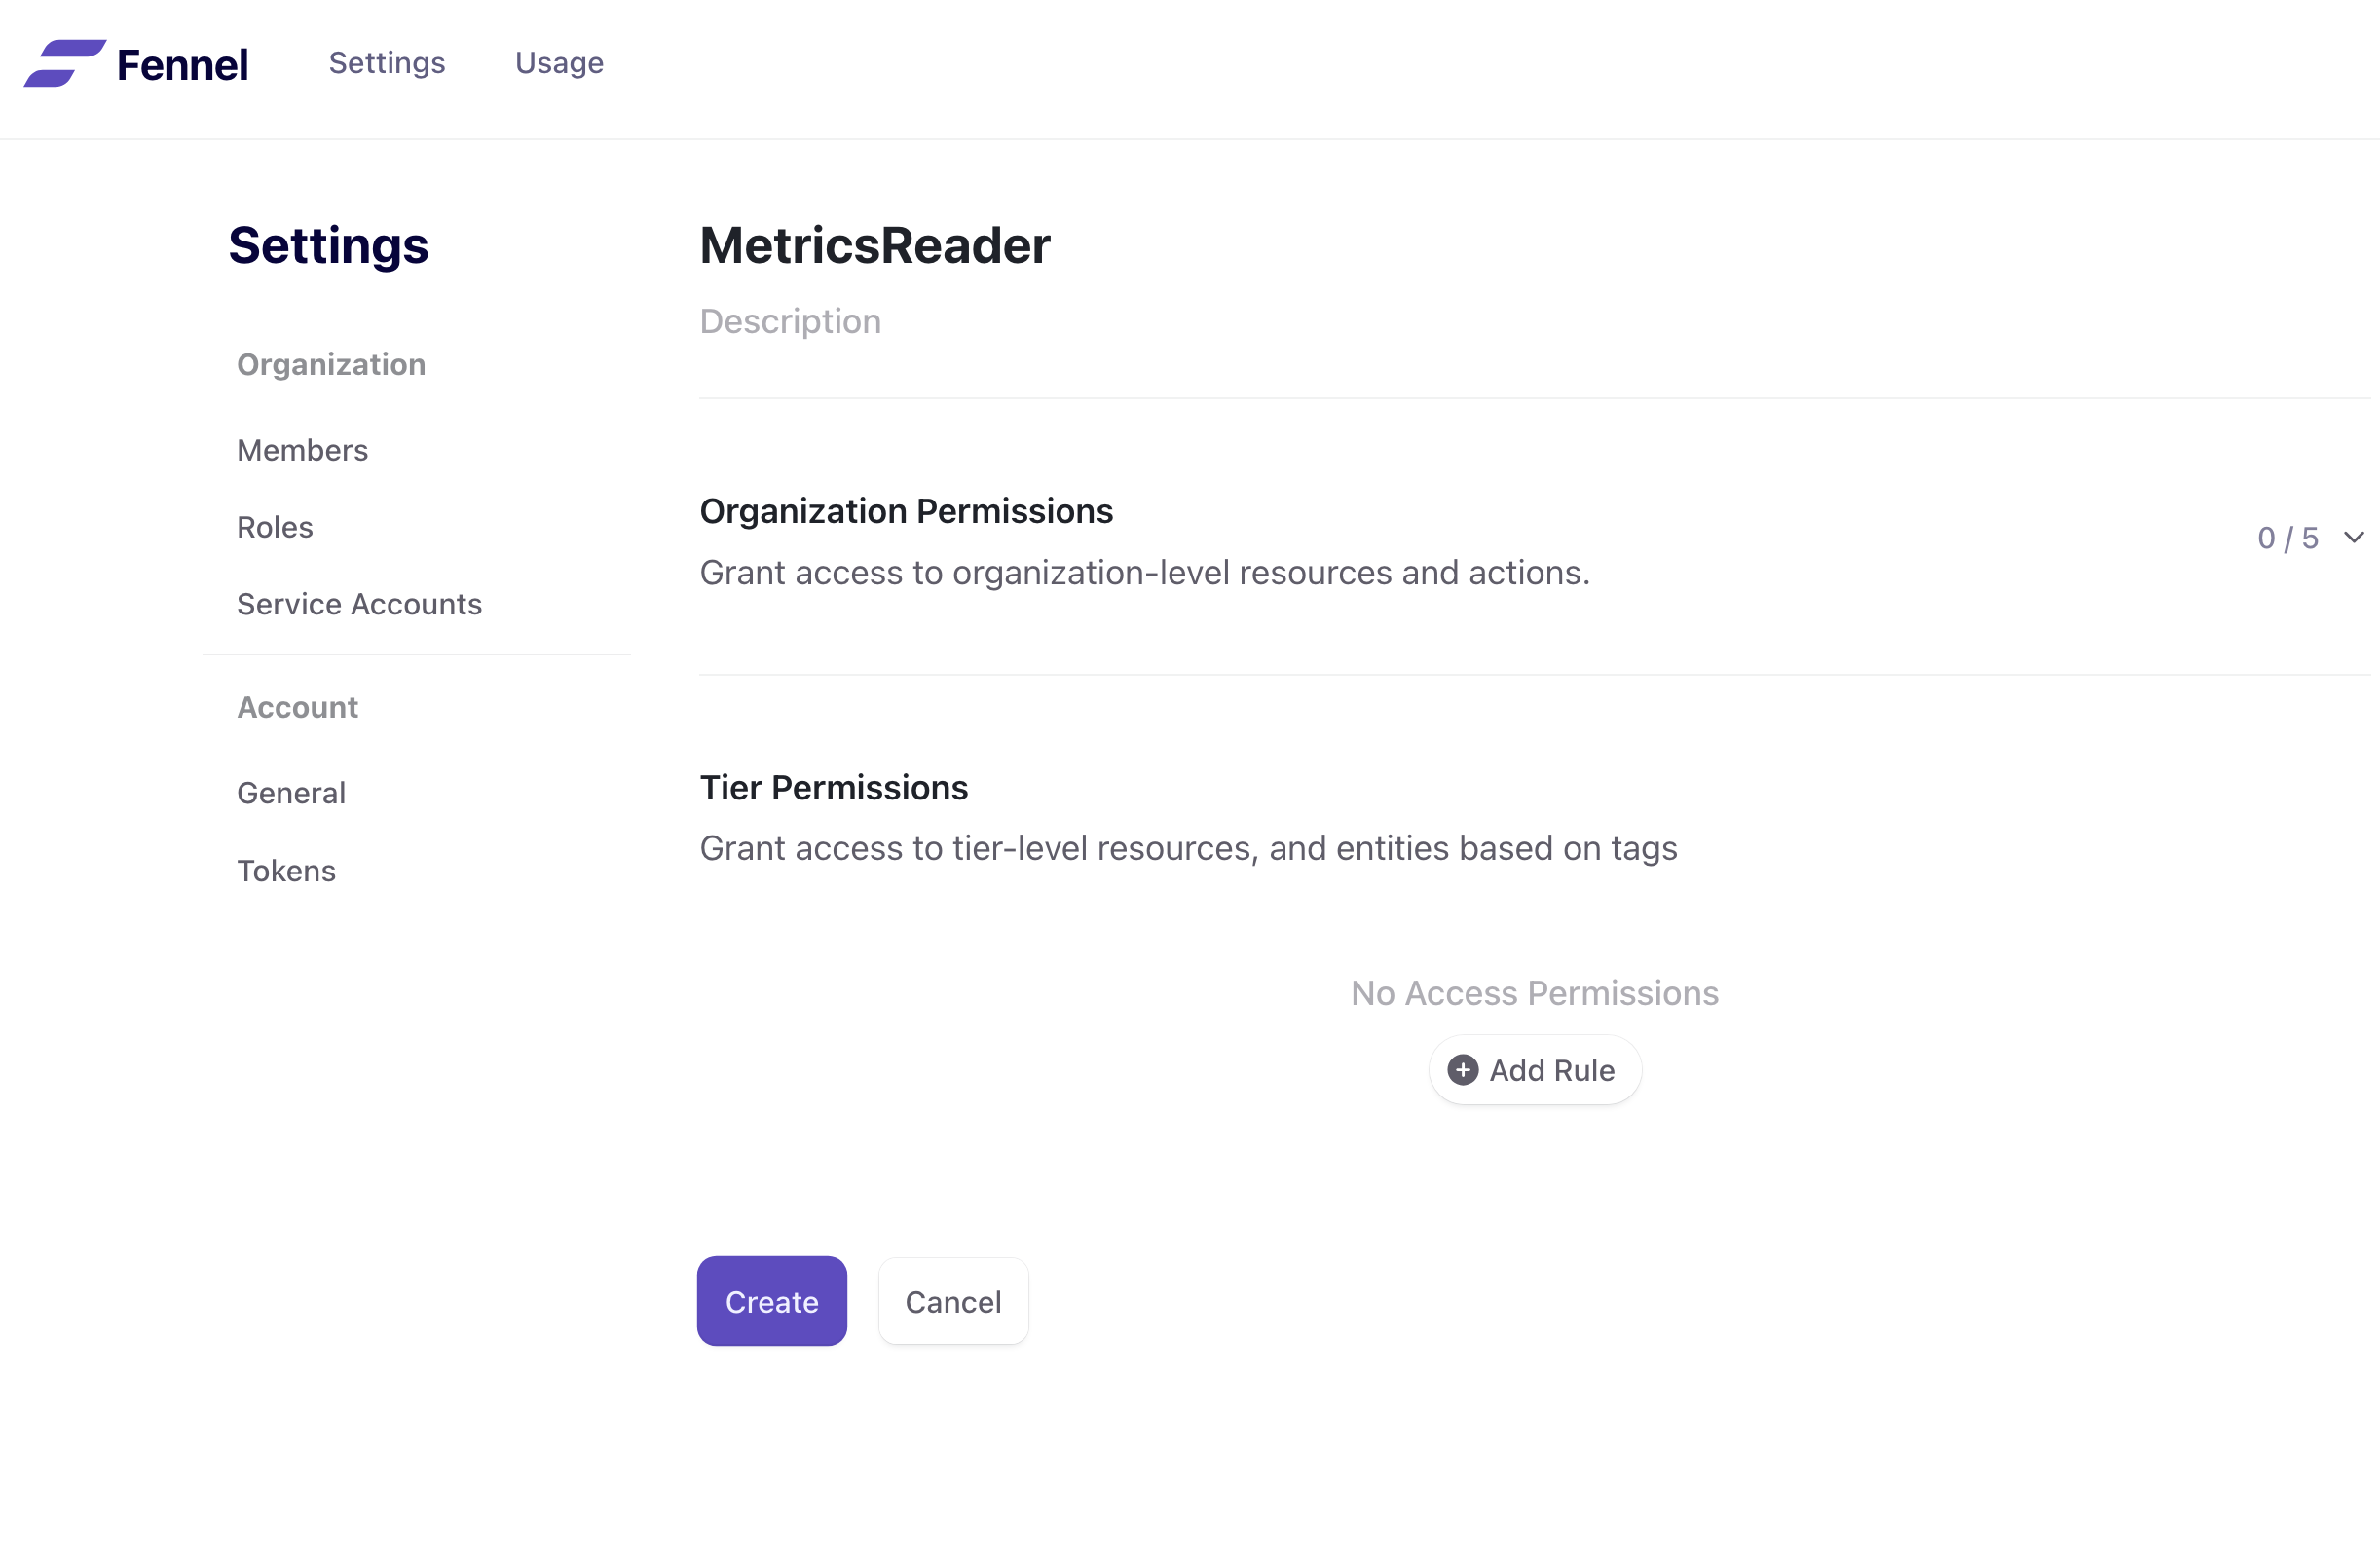 Fennel
Settings
Usage
Settings
Organization
Members
Roles
Service Accounts
Account
General
Tokens
MetricsReader
Description
Organization Permissions
Grant access to organization-level resources and actions.
0 / 5
Tier Permissions
Grant access to tier-level resources, and entities based on tags
No Access Permissions
Add Rule
Create
Cancel